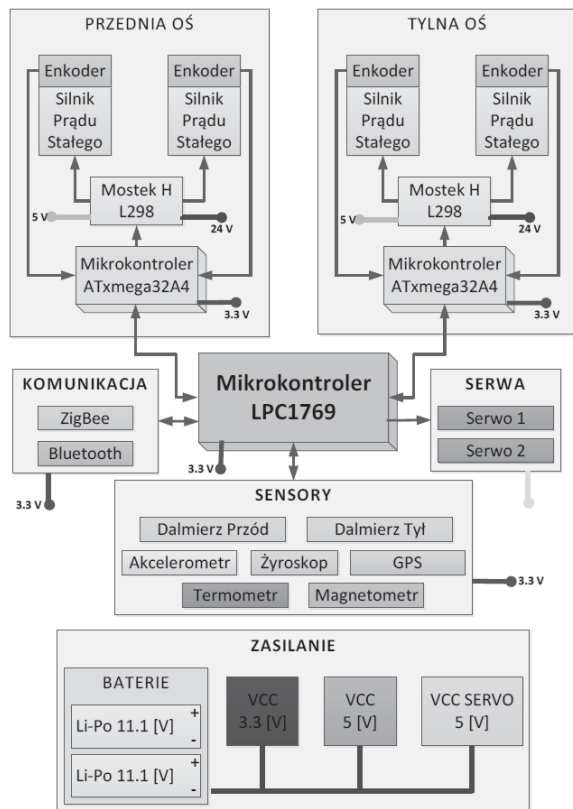 PRZEDNIA OŚ
Enkoder
Silnik
Prądu
Stałego
Enkoder
Silnik
Prądu
Stałego
Mostek H
L298
5 V
24 V
Mikrokontroler
ATxmega32A4
3.3 V
TYLNA OŚ
Enkoder
Silnik
Prądu
Stałego
Enkoder
Silnik
Prądu
Stałego
Mostek H
L298
5 V
24 V
Mikrokontroler
ATxmega32A4
3.3 V
KOMUNIKACJA
ZigBee
Bluetooth
3.3 V
Mikrokontroler
LPC1769
3.3 V
SERWA
Serwo 1
Serwo 2
SENSORY
Dalmierz Przód
Dalmierz Tył
Akcelerometr
Żyroskop
GPS
Termometr
Magnetometr
3.3 V
ZASILANIE
BATERIE
Li-Po 11.1 [V]
+
-
Li-Po 11.1 [V]
+
-
VCC
3.3 [V]
VCC
5 [V]
VCC SERVO
5 [V]